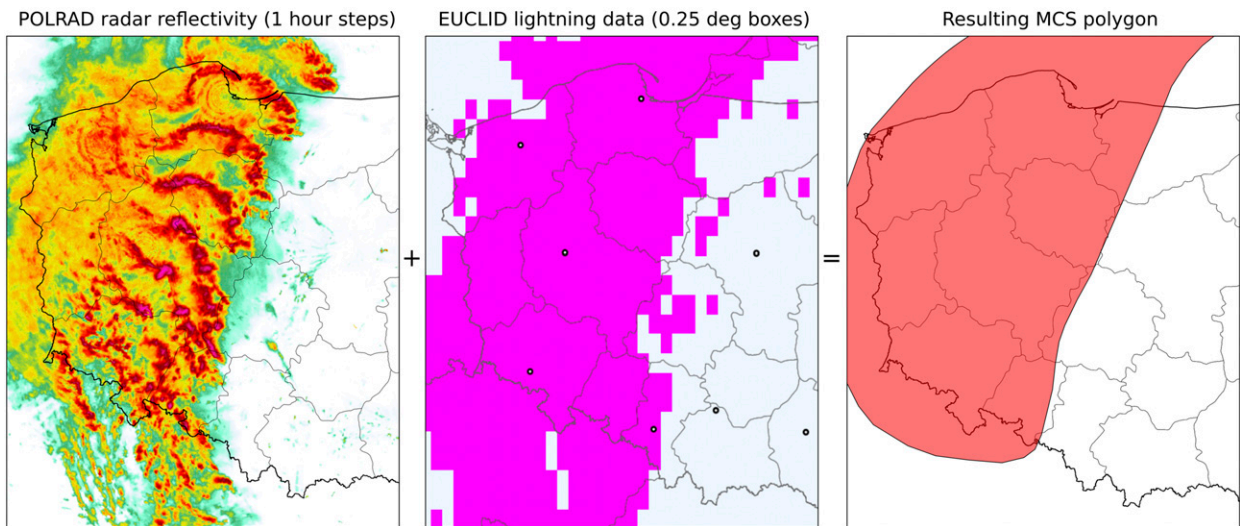 POLRAD radar reflectivity (1 hour steps)
EUCLID lightning data (0.25 deg boxes)
Resulting MCS polygon
+
=